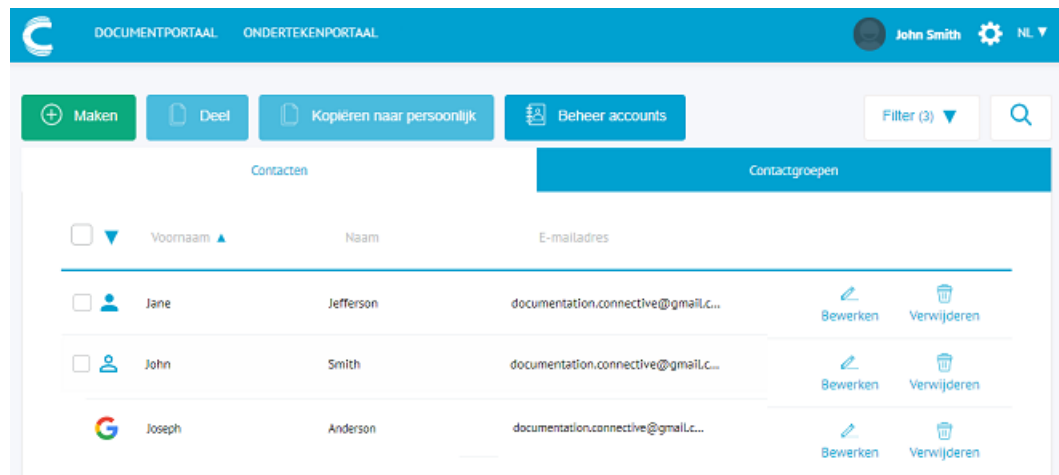 DOCUMENTPORTAAL ONDERTEKENPORTAAL John Smith NL
Maken Deel Kopiëren naar persoonlijk Beheer accounts Filter (3)
Contacten Contactgroepen
Voornaam Naam E-mailadres
Jane Jefferson documentation.connective@gmail.c... Bewerken Verwijderen
John Smith documentation.connective@gmail.c... Bewerken Verwijderen
Joseph Anderson documentation.connective@gmail.c... Bewerken Verwijderen